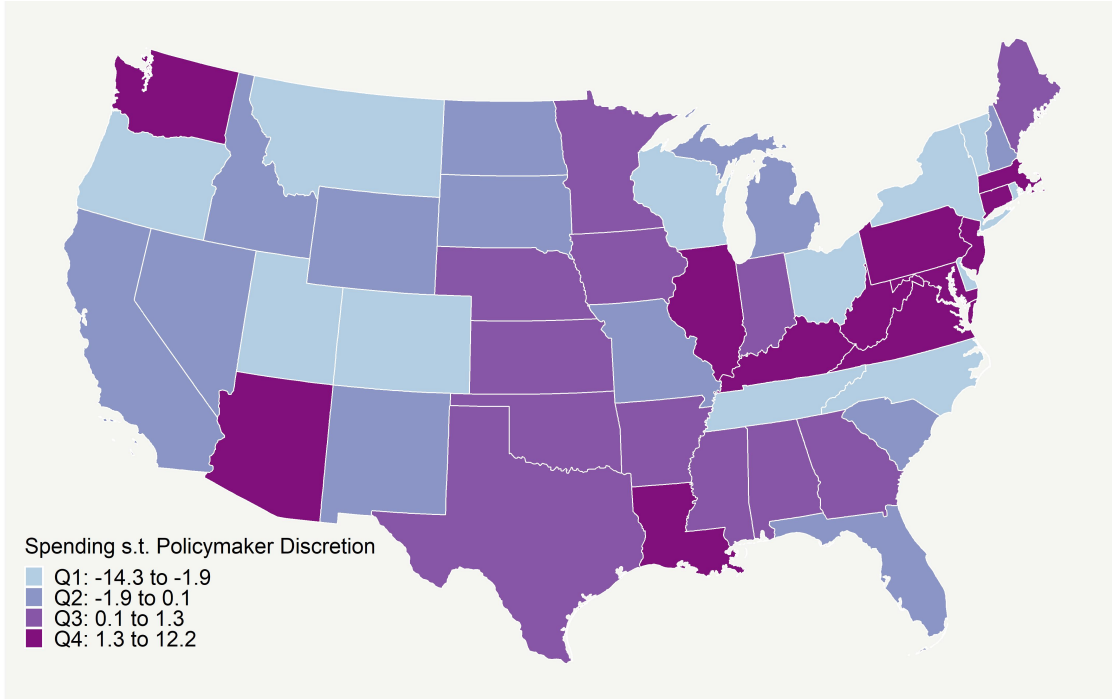 Spending s.t. Policymaker Discretion
Q1: -14.3 to -1.9
Q2: -1.9 to 0.1
Q3: 0.1 to 1.3
Q4: 1.3 to 12.2